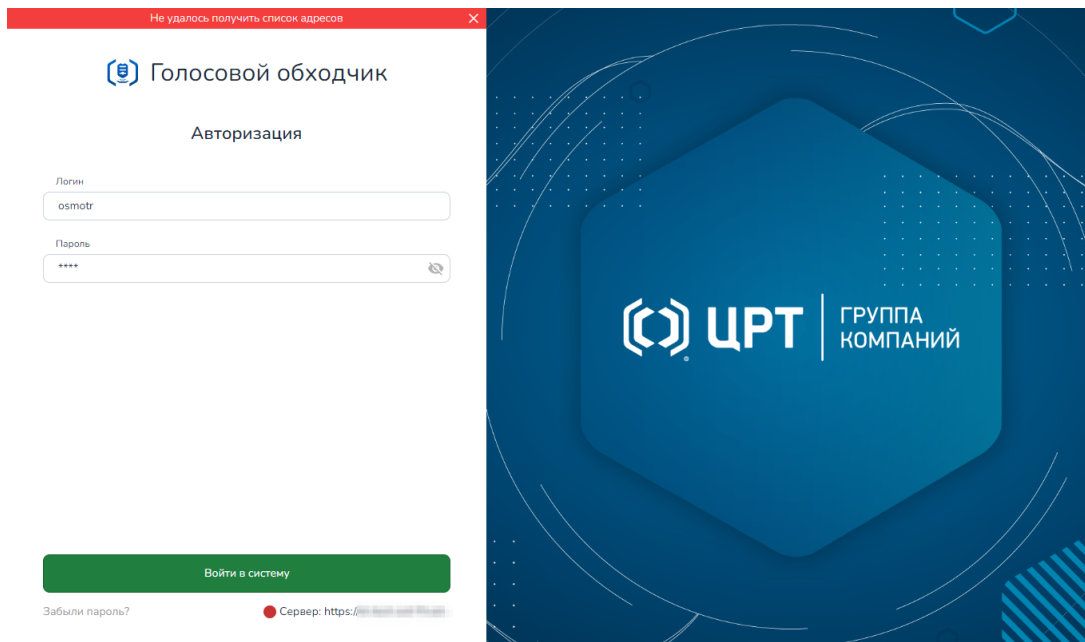 Не удалось получить список адресов
Голосовой обходчик
Авторизация
Логин
osmotr
Пароль
****
Войти в систему
Забыли пароль?
Сервер: https:/
ЦРТ
ГРУППА
КОМПАНИЙ